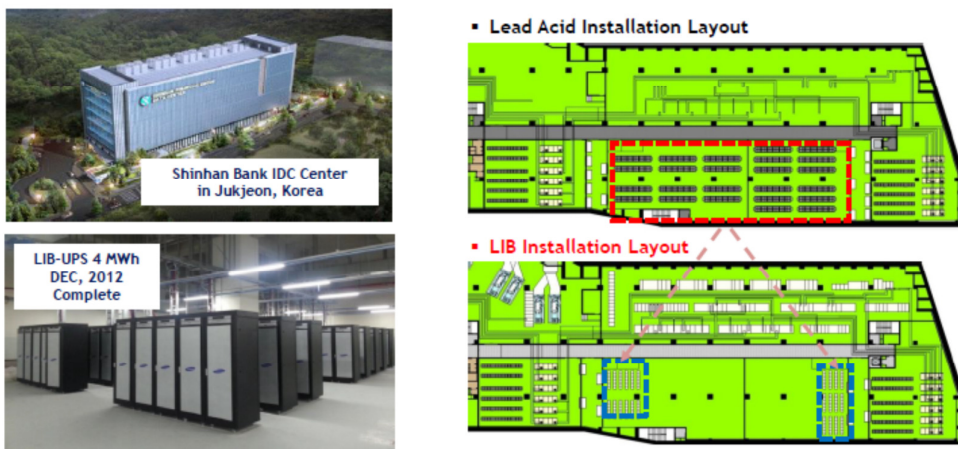 Shinhan Bank IDC Center
in Jukjeon, Korea
LIB-UPS 4 MWh
DEC, 2012
Complete
▪ Lead Acid Installation Layout
▪ LIB Installation Layout